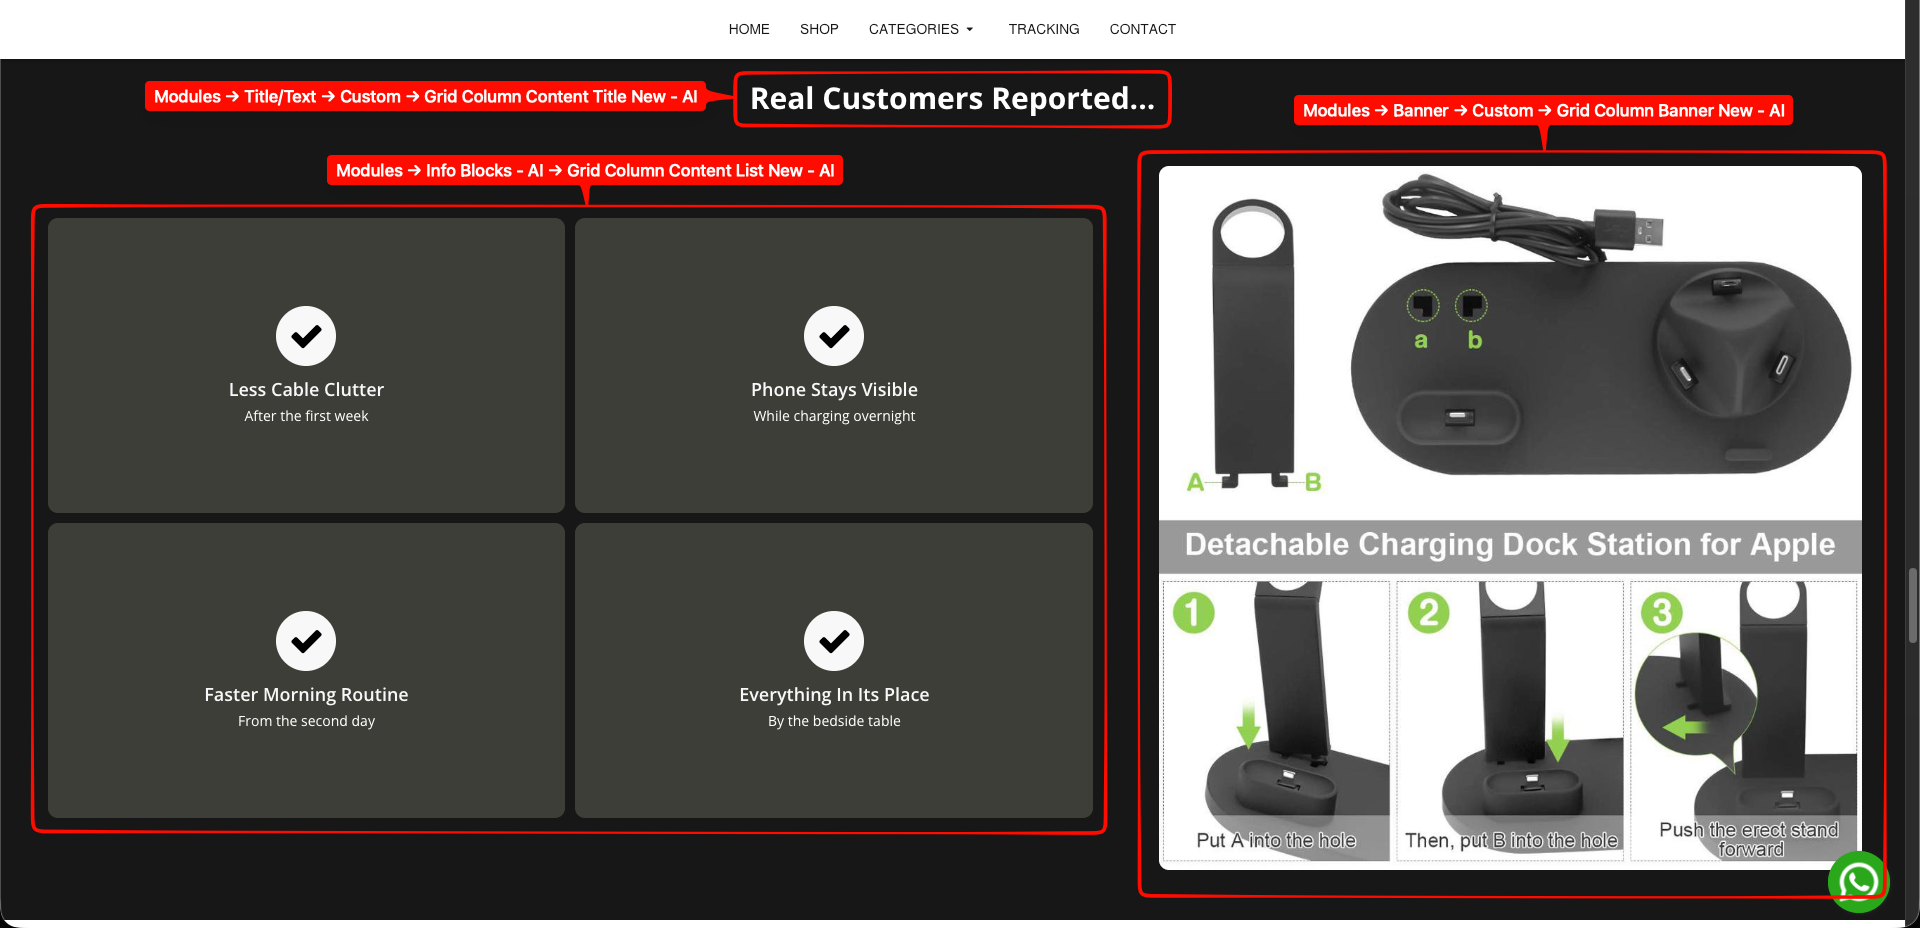 HOME SHOP CATEGORIES TRACKING CONTACT
Modules → Title/Text → Custom → Grid Column Content Title New - AI
Real Customers Reported...
Modules → Banner → Custom → Grid Column Banner New - AI
Modules → Info Blocks - AI → Grid Column Content List New - AI
Less Cable Clutter
After the first week
Phone Stays Visible
While charging overnight
Faster Morning Routine
From the second day
Everything In Its Place
By the bedside table
a b
A B
Detachable Charging Dock Station for Apple
1
Put A into the hole
2
Then, put B into the hole
3
Push the erect stand
forward